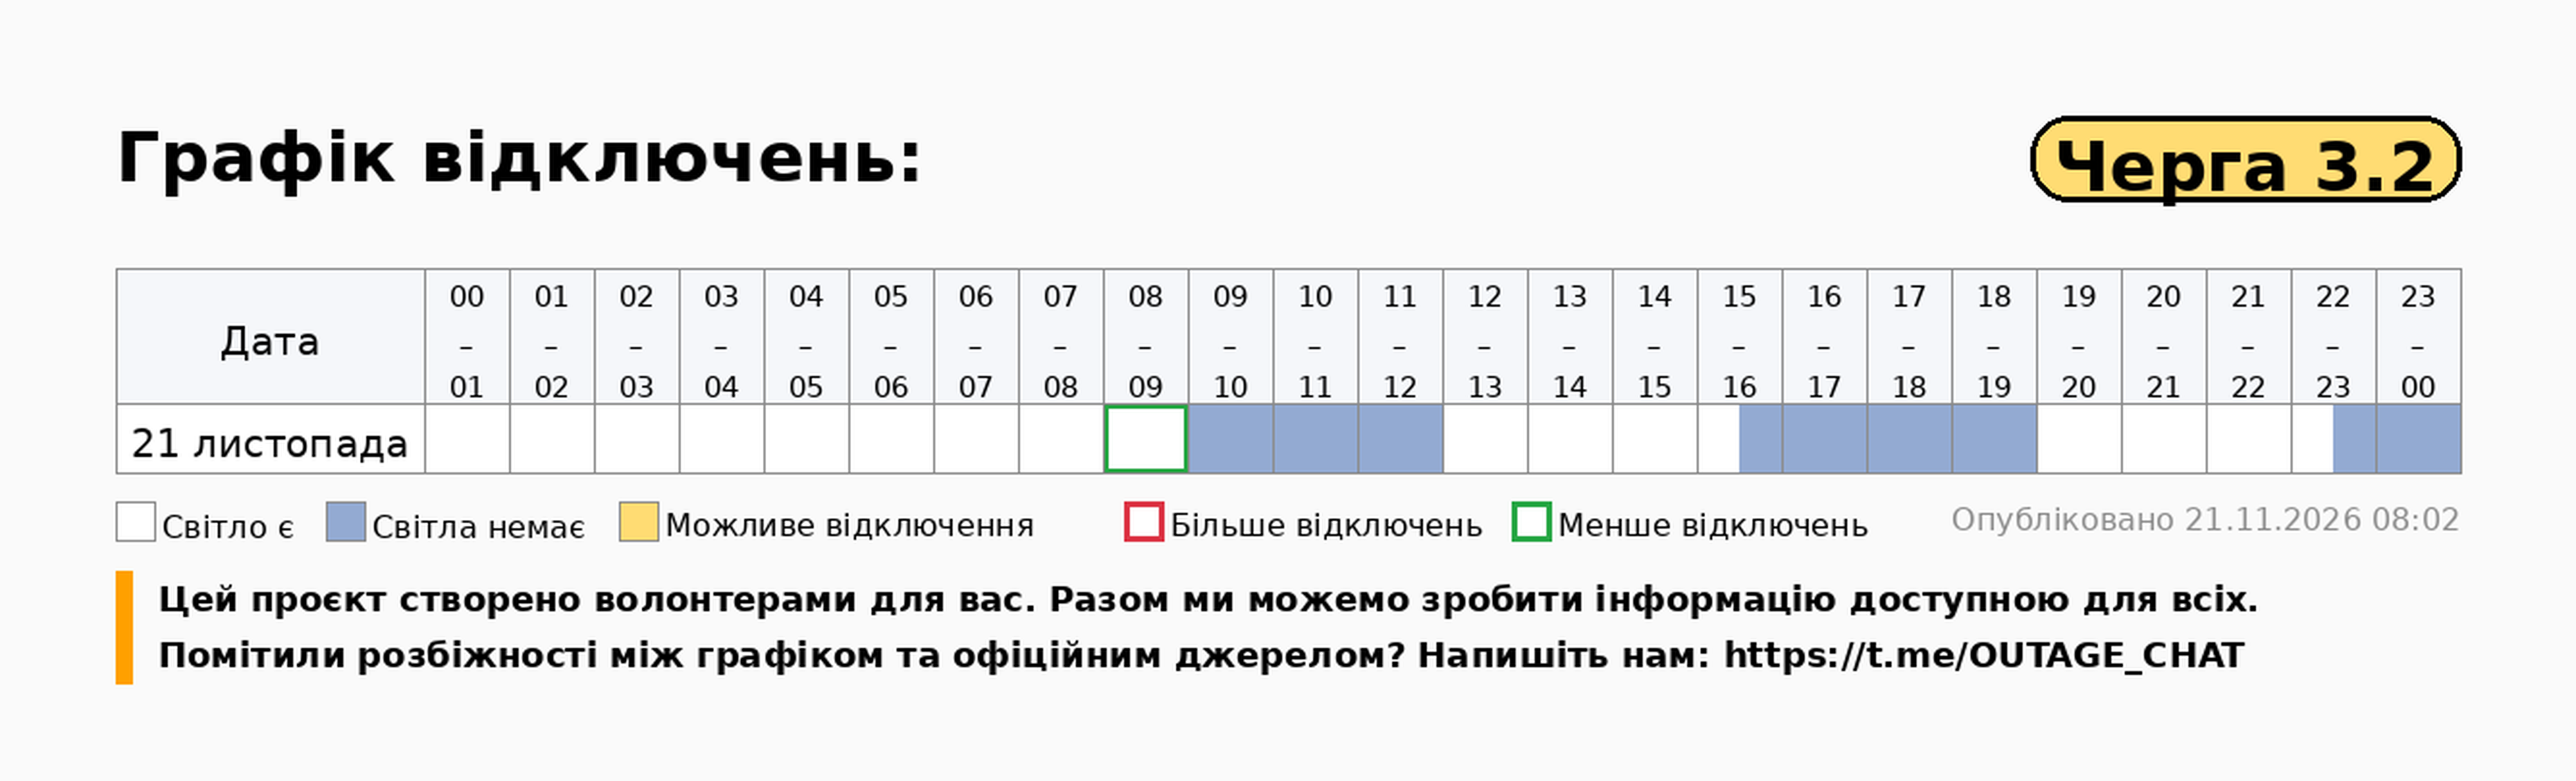 Графік відключень:
Черга 3.2
Дата
00 – 01
01 – 02
02 – 03
03 – 04
04 – 05
05 – 06
06 – 07
07 – 08
08 – 09
09 – 10
10 – 11
11 – 12
12 – 13
13 – 14
14 – 15
15 – 16
16 – 17
17 – 18
18 – 19
19 – 20
20 – 21
21 – 22
22 – 23
23 – 00
21 листопада
Світло є
Світла немає
Можливе відключення
Більше відключень
Менше відключень
Опубліковано 21.11.2026 08:02
Цей проєкт створено волонтерами для вас. Разом ми можемо зробити інформацію доступною для всіх.
Помітили розбіжності між графіком та офіційним джерелом? Напишіть нам: https://t.me/OUTAGE_CHAT